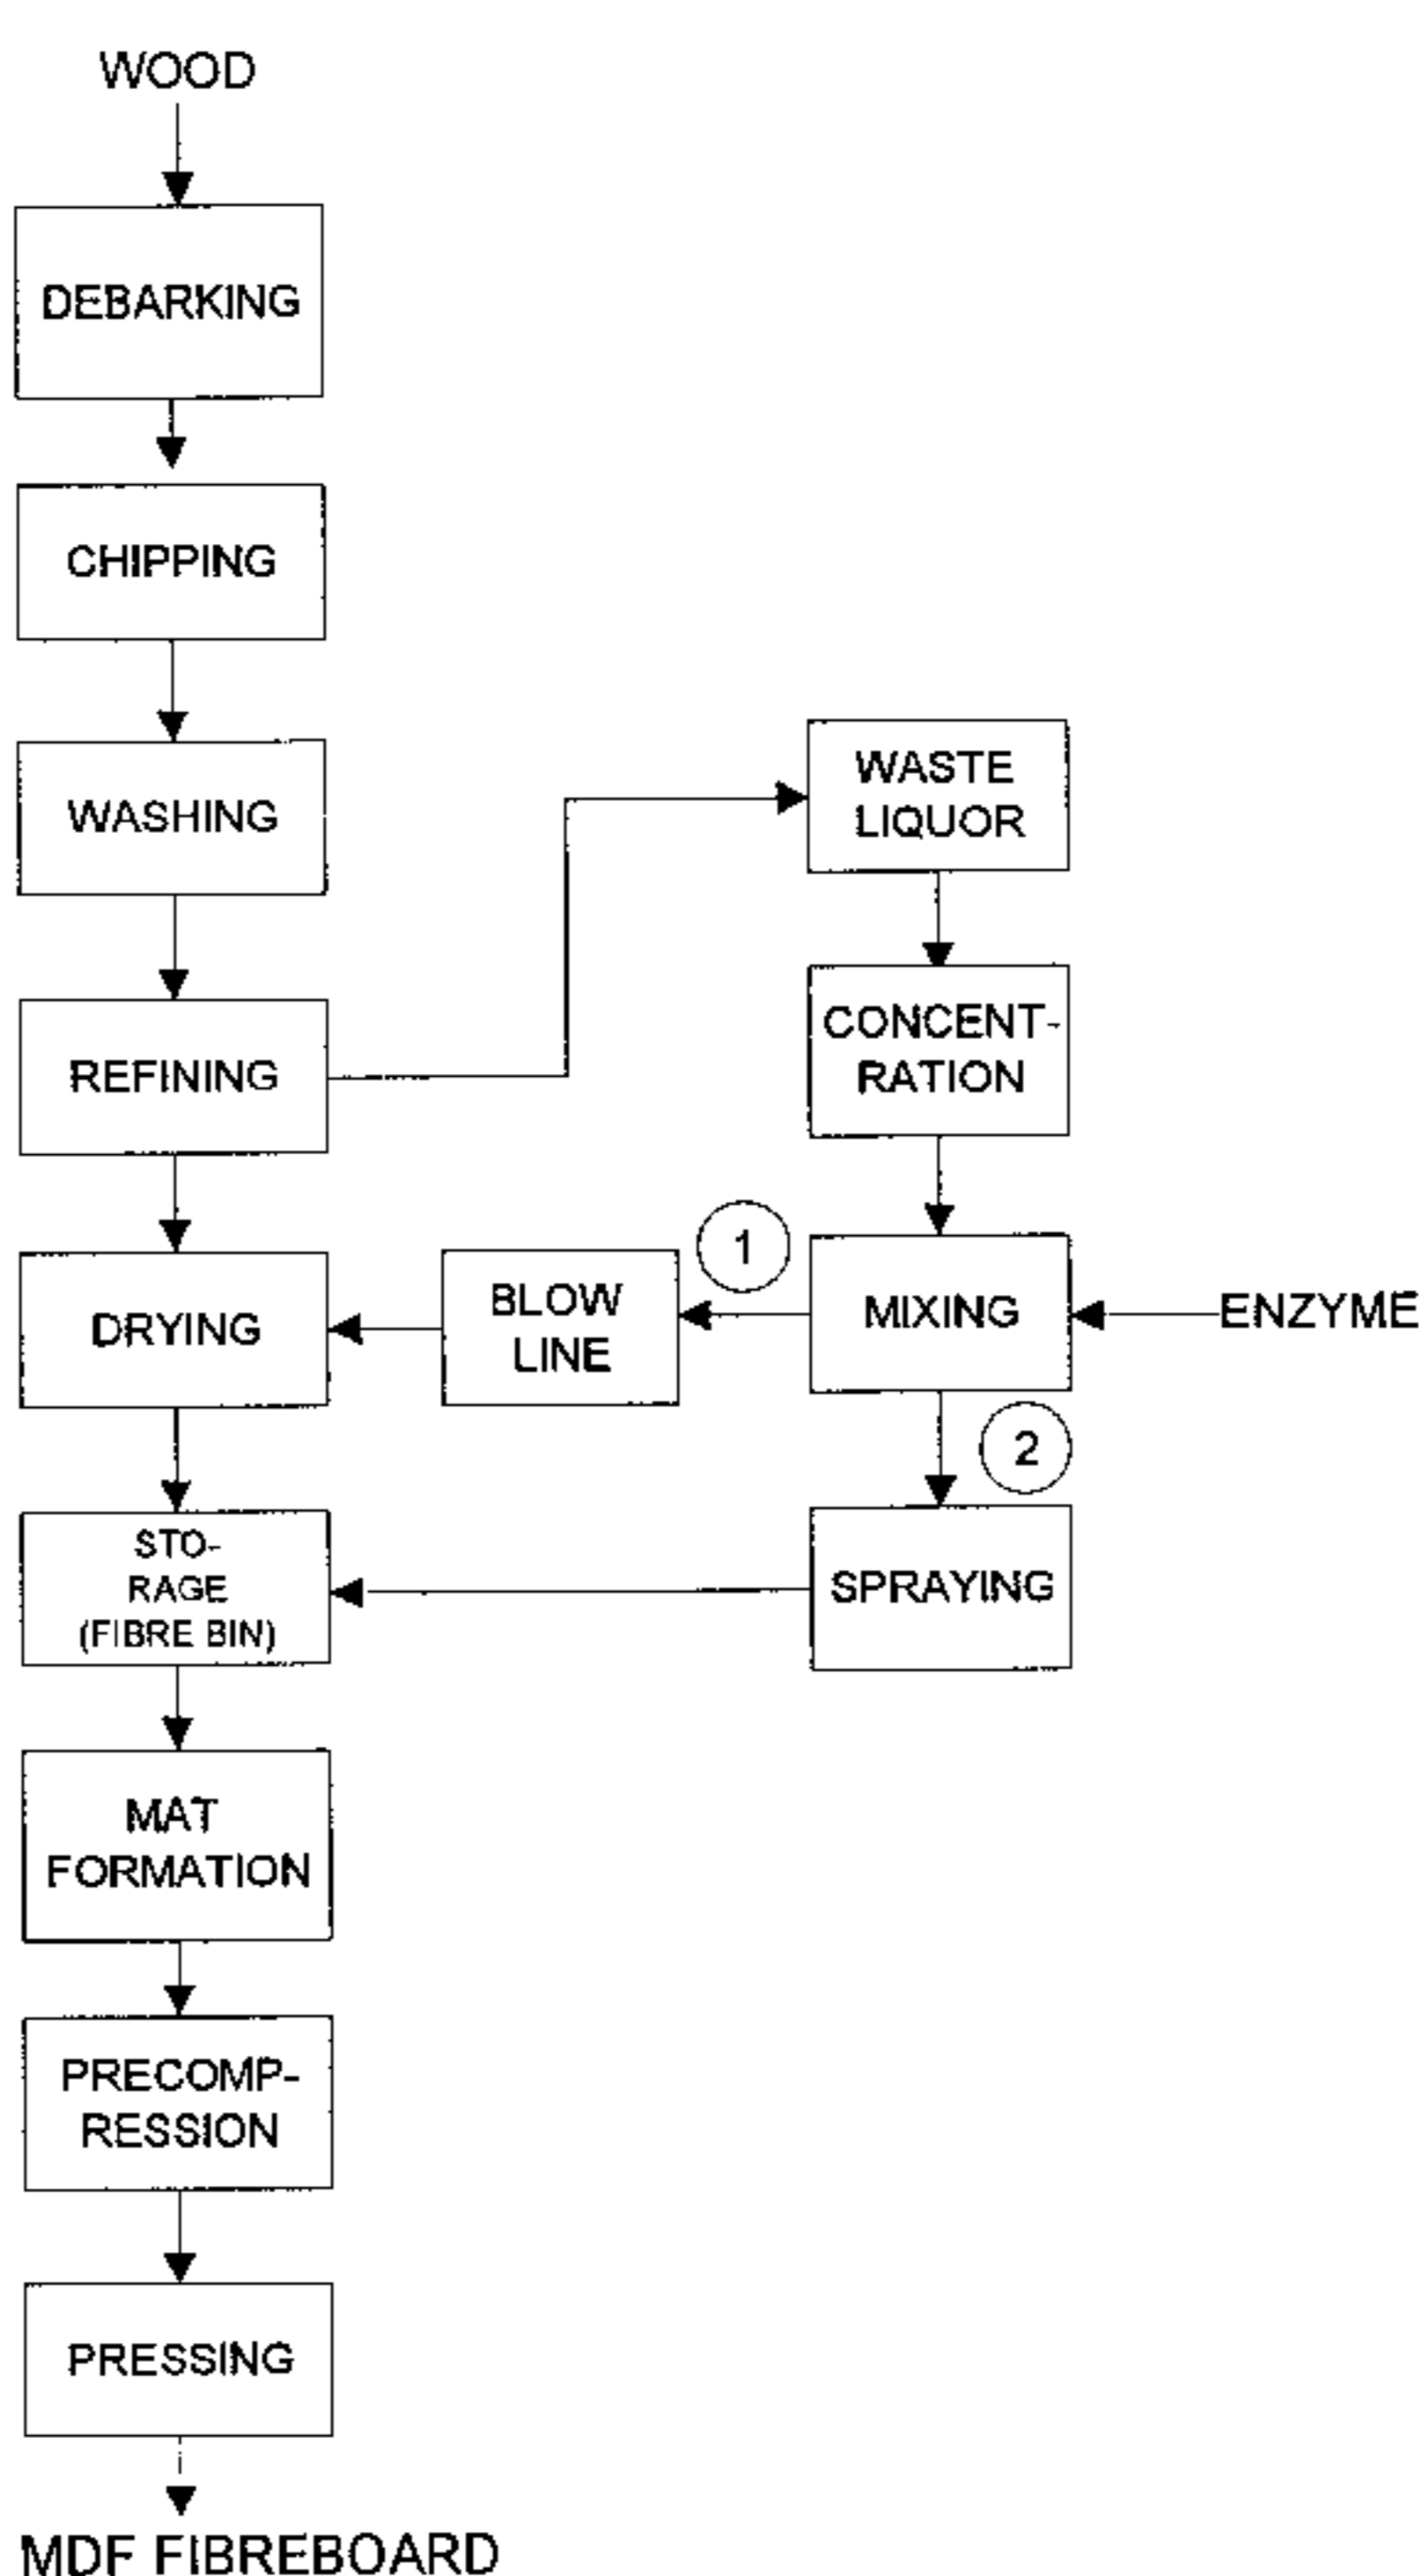 WOOD
DEBARKING
CHIPPING
WASHING
WASTE
LIQUOR
REFINING
CONCENT-
RATION
1
MIXING
ENZYME
BLOW
LINE
DRYING
2
STO-
RAGE
(FIBRE BIN)
SPRAYING
MAT
FORMATION
PRECOMP-
RESSION
PRESSING
MDF FIBREBOARD